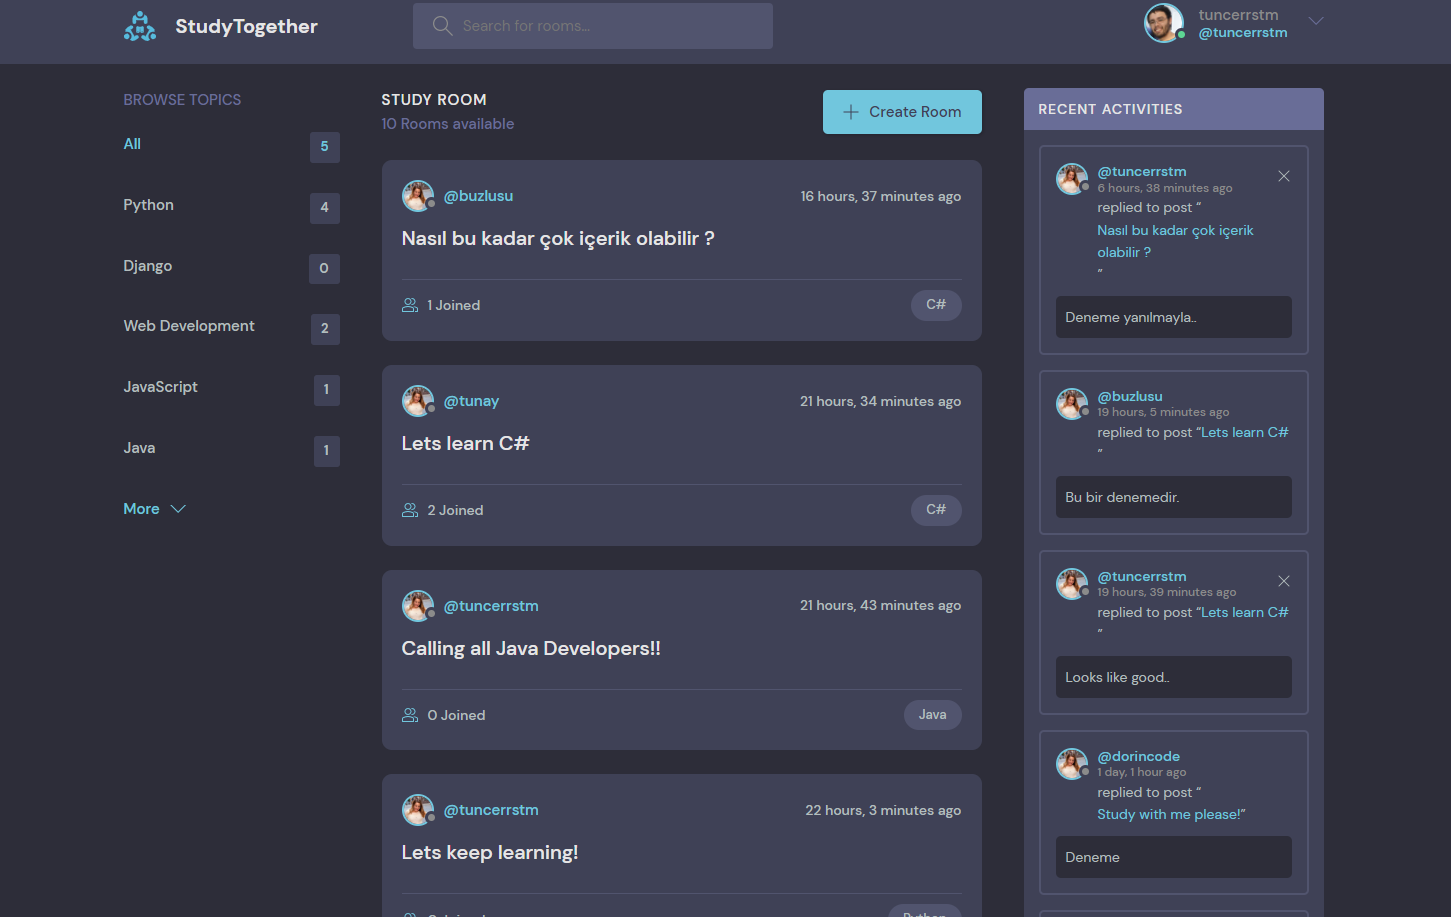 StudyTogether
Search for rooms...
tuncerrstm
@tuncerrstm
BROWSE TOPICS
All 5
Python 4
Django 0
Web Development 2
JavaScript 1
Java 1
More
STUDY ROOM
10 Rooms available
Create Room
@buzlusu 16 hours, 37 minutes ago
Nasıl bu kadar çok içerik olabilir ?
1 Joined C#
@tunay 21 hours, 34 minutes ago
Lets learn C#
2 Joined C#
@tuncerrstm 21 hours, 43 minutes ago
Calling all Java Developers!!
0 Joined Java
@tuncerrstm 22 hours, 3 minutes ago
Lets keep learning!
RECENT ACTIVITIES
@tuncerrstm
6 hours, 38 minutes ago
replied to post “
Nasıl bu kadar çok içerik
olabilir ?
”
Deneme yanılmayla..
@buzlusu
19 hours, 5 minutes ago
replied to post “Lets learn C#
”
Bu bir denemedir.
@tuncerrstm
19 hours, 39 minutes ago
replied to post “Lets learn C#
”
Looks like good..
@dorincode
1 day, 1 hour ago
replied to post “
Study with me please!”
Deneme